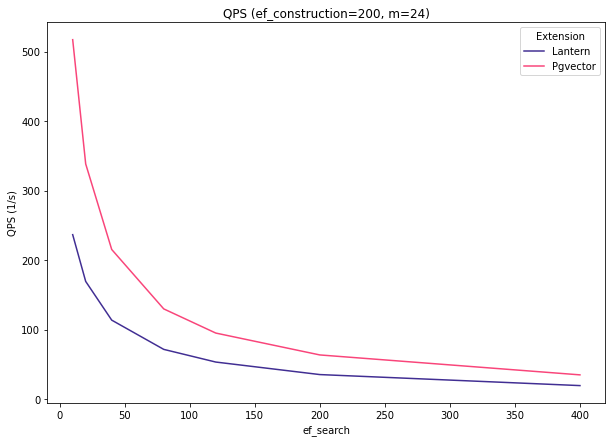 QPS (ef_construction=200, m=24)
Extension
Lantern
Pgvector
QPS (1/s)
500
400
300
200
100
0
0 50 100 150 200 250 300 350 400
ef_search